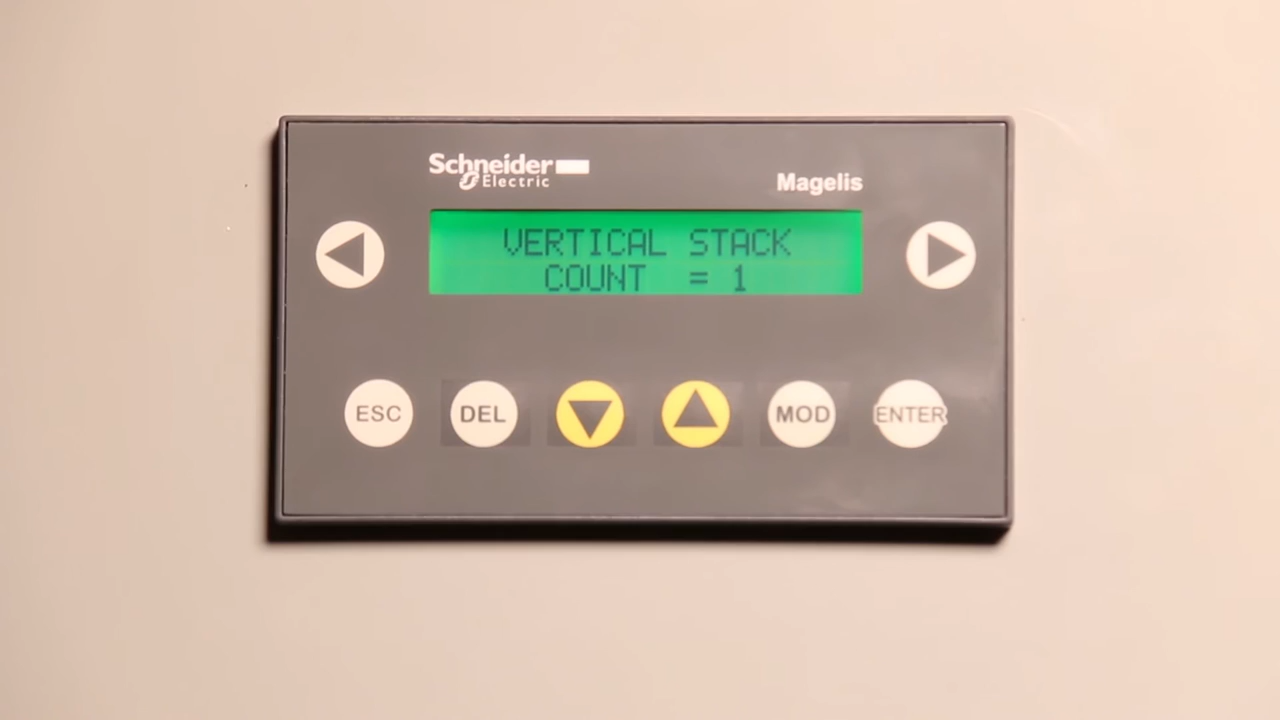 Schneider
Electric
Magelis
VERTICAL STACK
COUNT = 1
ESC
DEL
MOD
ENTER